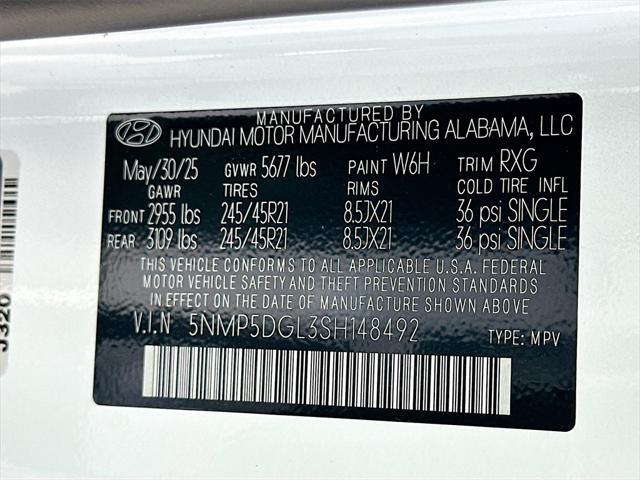 MANUFACTURED BY
HYUNDAI MOTOR MANUFACTURING ALABAMA, LLC
May/30/25 GVWR 5677 lbs PAINT W6H TRIM RXG
GAWR TIRES RIMS COLD TIRE INFL
FRONT 2955 lbs 245/45R21 8.5JX21 36 psi SINGLE
REAR 3109 lbs 245/45R21 8.5JX21 36 psi SINGLE
THIS VEHICLE CONFORMS TO ALL APPLICABLE U.S.A. FEDERAL
MOTOR VEHICLE SAFETY AND THEFT PREVENTION STANDARDS
IN EFFECT ON THE DATE OF MANUFACTURE SHOWN ABOVE
V.I.N 5NMP5DGL3SH148492 TYPE: MPV
J320